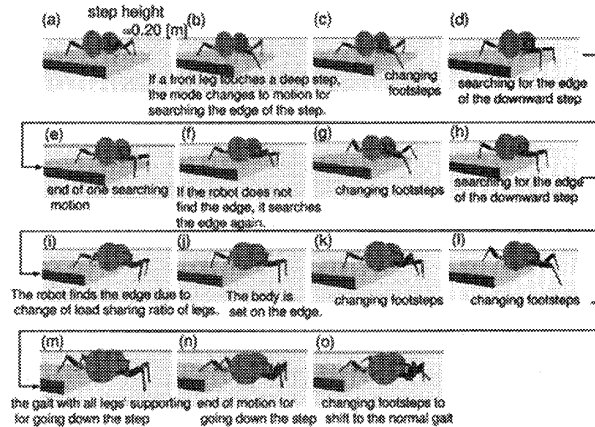 (a) step height (b) (c) (d)
=0.20 [m]
If a front leg touches a deep step,
the mode changes to motion for
searching the edge of the step.
changing
footsteps
searching for the edge
of the downward step
(e) (f) (g) (h)
end of one searching
motion
If the robot does not
find the edge, it searches
the edge again.
changing footsteps
searching for the edge
of the downward step
(i) (j) (k) (l)
The robot finds the edge due to
change of load sharing ratio of legs.
The body is
set on the edge.
changing footsteps
changing footsteps
(m) (n) (o)
the gait with all legs' supporting
for going down the step
end of motion for
going down the step
changing footsteps to
shift to the normal gait